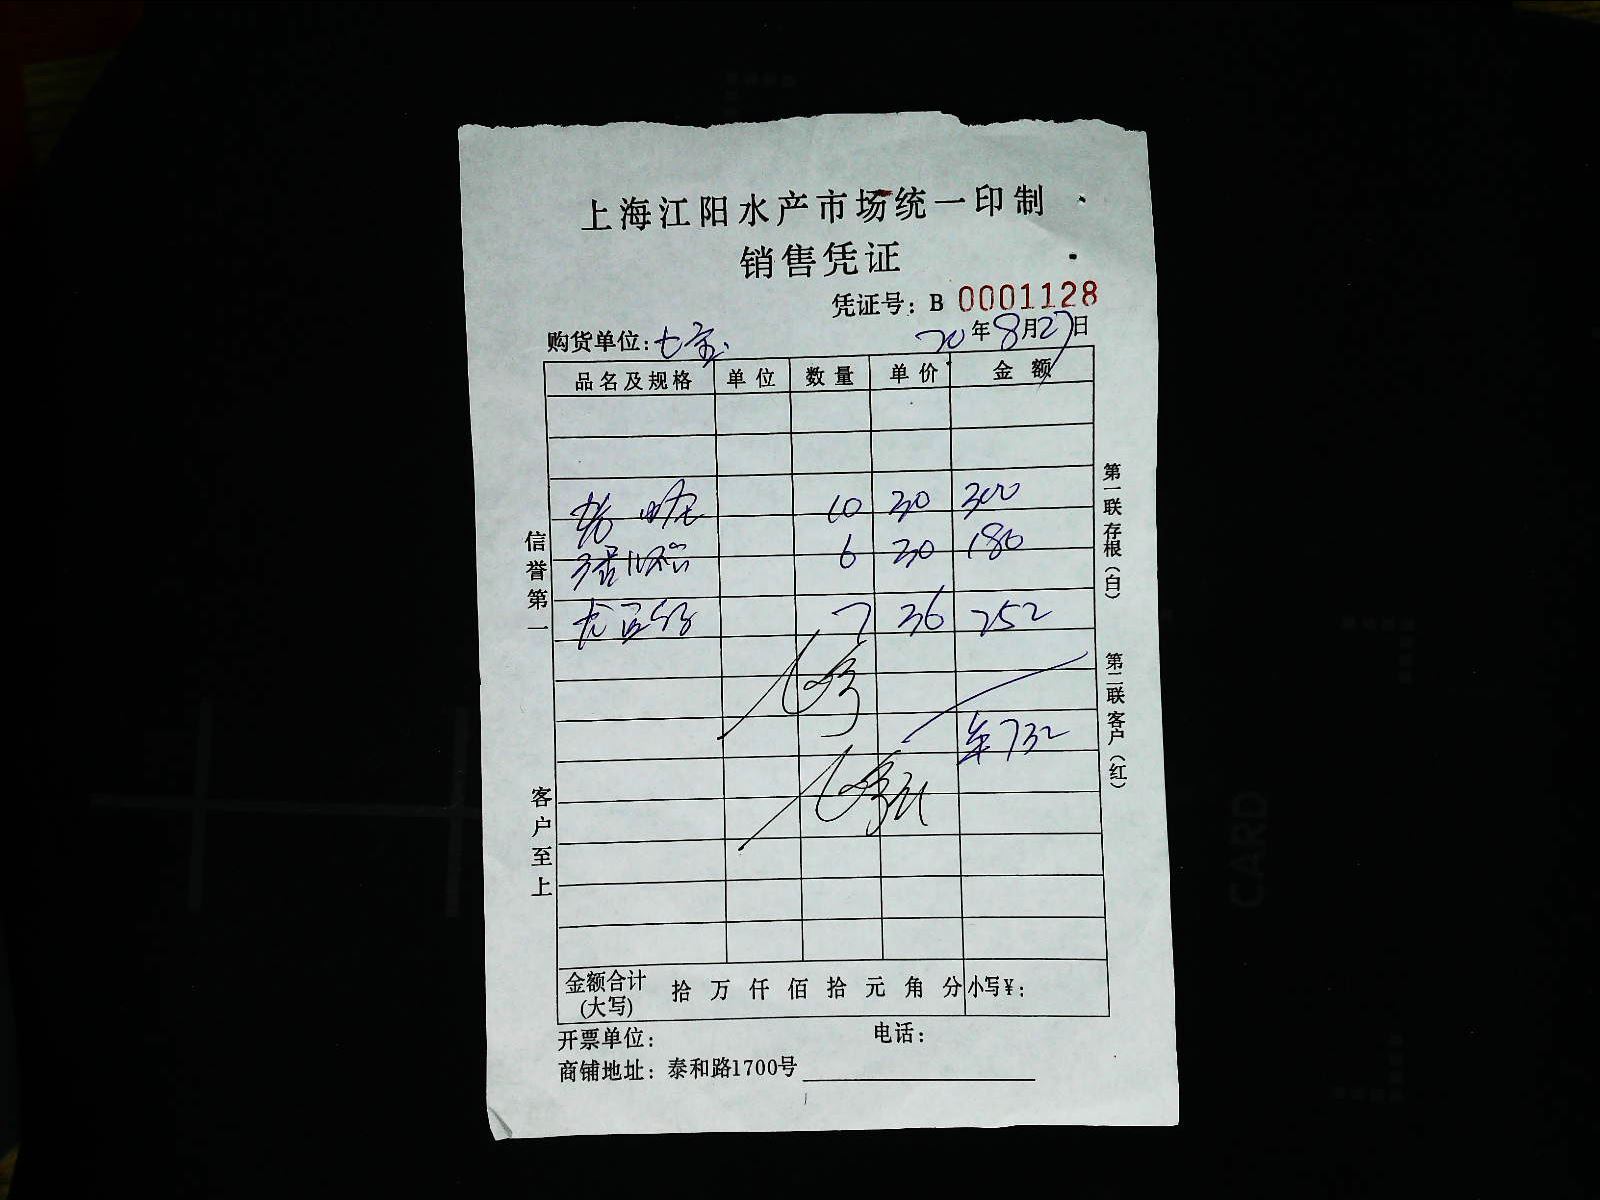 上海江阳水产市场统一印制
销售凭证
凭证号：B 0001128
购货单位：七宝 20年8月27日
品名及规格 单位 数量 单价 金额
10 30 300
6 30 180
7 36 252
732
信誉第一
客户至上
第一联存根（白）
第二联客户（红）
金额合计(大写) 拾 万 仟 佰 拾 元 角 分 小写¥：
开票单位： 电话：
商铺地址：泰和路1700号